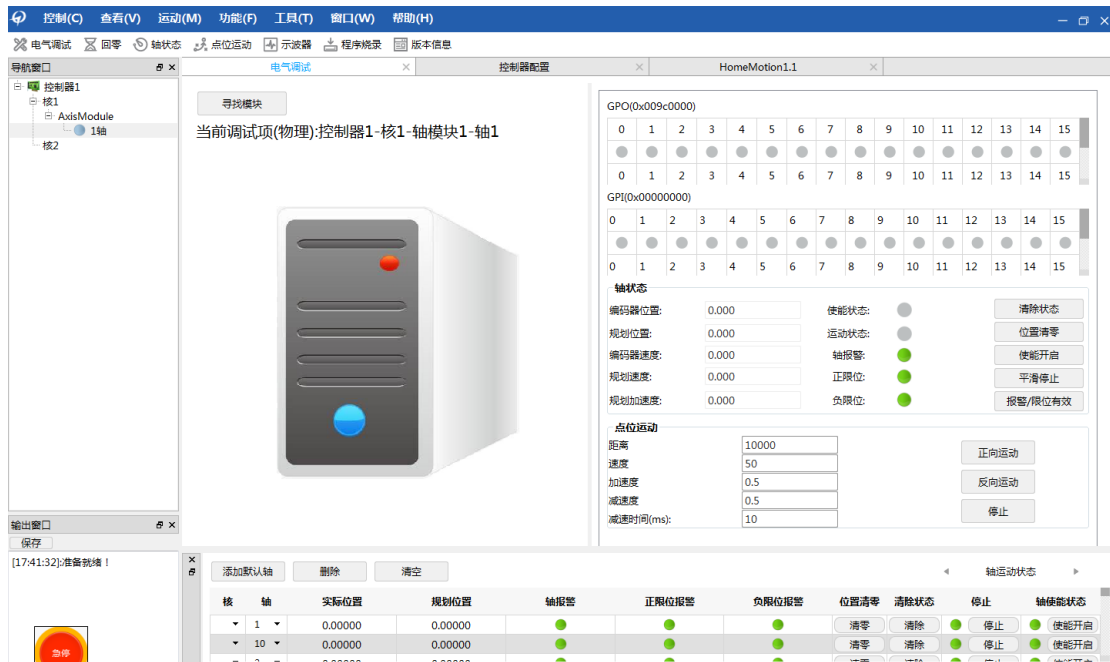 控制(C) 查看(V) 运动(M) 功能(F) 工具(T) 窗口(W) 帮助(H)
电气调试 回零 轴状态 点位运动 示波器 程序烧录 版本信息
导航窗口
电气调试 控制器配置 HomeMotion1.1
控制器1
核1
AxisModule
1轴
核2
寻找模块
当前调试项(物理):控制器1-核1-轴模块1-轴1
GPO(0x009c0000)
0 1 2 3 4 5 6 7 8 9 10 11 12 13 14 15
0 1 2 3 4 5 6 7 8 9 10 11 12 13 14 15
GPI(0x00000000)
0 1 2 3 4 5 6 7 8 9 10 11 12 13 14 15
0 1 2 3 4 5 6 7 8 9 10 11 12 13 14 15
轴状态
编码器位置: 0.000 使能状态: 清除状态
规划位置: 0.000 运动状态: 位置清零
编码器速度: 0.000 轴报警: 使能开启
规划速度: 0.000 正限位: 平滑停止
规划加速度: 0.000 负限位: 报警/限位有效
点位运动
距离 10000
速度 50
加速度 0.5
减速度 0.5
减速时间(ms): 10
正向运动
反向运动
停止
输出窗口
保存
[17:41:32]:准备就绪！
急停
添加默认轴 删除 清空 轴运动状态
核 轴 实际位置 规划位置 轴报警 正限位报警 负限位报警 位置清零 清除状态 停止 轴使能状态
1 0.00000 0.00000 清零 清除 停止 使能开启
10 0.00000 0.00000 清零 清除 停止 使能开启